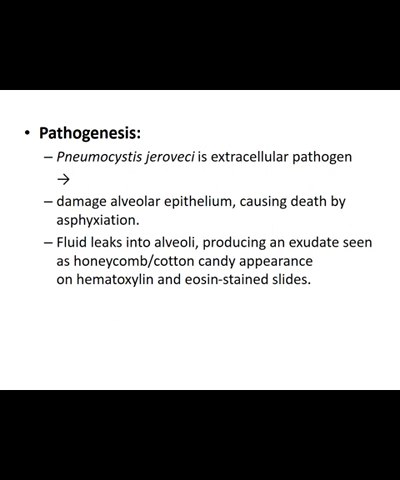 • Pathogenesis:
– Pneumocystis jeroveci is extracellular pathogen
→
– damage alveolar epithelium, causing death by
asphyxiation.
– Fluid leaks into alveoli, producing an exudate seen
as honeycomb/cotton candy appearance
on hematoxylin and eosin-stained slides.